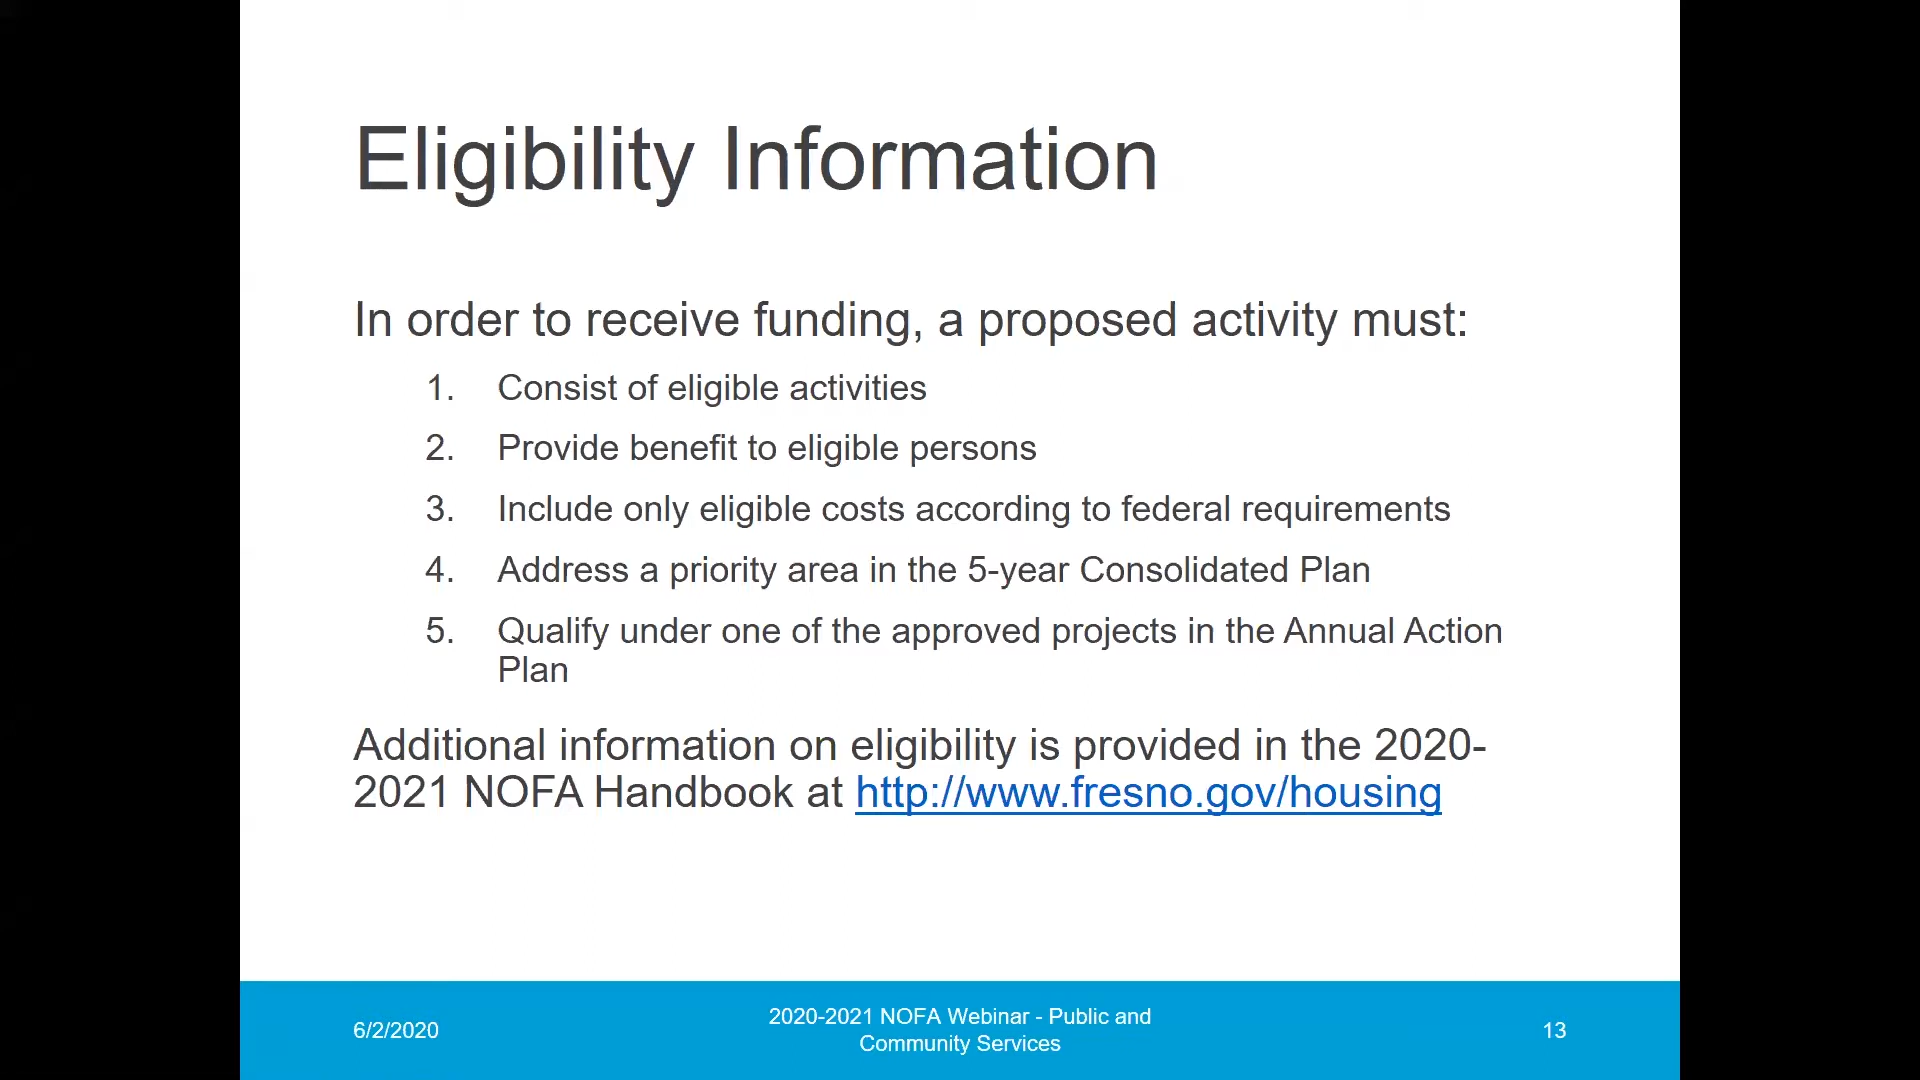 Eligibility Information
In order to receive funding, a proposed activity must:
1. Consist of eligible activities
2. Provide benefit to eligible persons
3. Include only eligible costs according to federal requirements
4. Address a priority area in the 5-year Consolidated Plan
5. Qualify under one of the approved projects in the Annual Action
Plan
Additional information on eligibility is provided in the 2020-
2021 NOFA Handbook at http://www.fresno.gov/housing
6/2/2020
2020-2021 NOFA Webinar - Public and
Community Services
13